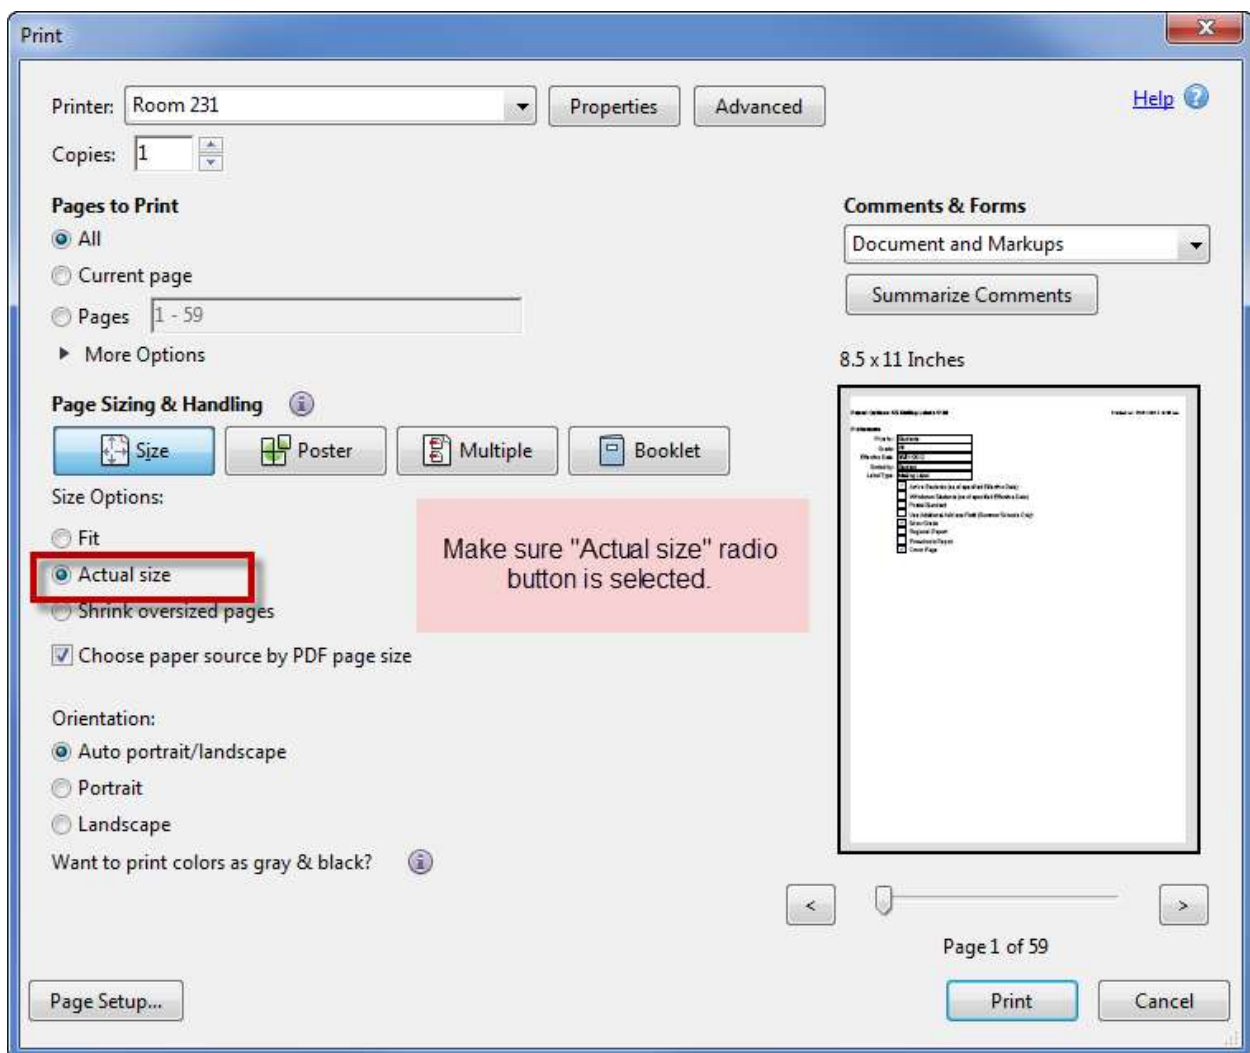 Print
Printer: Room 231 Properties Advanced Help
Copies: 1
Pages to Print
All
Current page
Pages 1 - 59
More Options
Comments & Forms
Document and Markups
Summarize Comments
8.5 x 11 Inches
Page Sizing & Handling
Size Poster Multiple Booklet
Size Options:
Fit
Actual size
Shrink oversized pages
Make sure "Actual size" radio
button is selected.
Choose paper source by PDF page size
Orientation:
Auto portrait/landscape
Portrait
Landscape
Want to print colors as gray & black?
< >
Page 1 of 59
Page Setup... Print Cancel